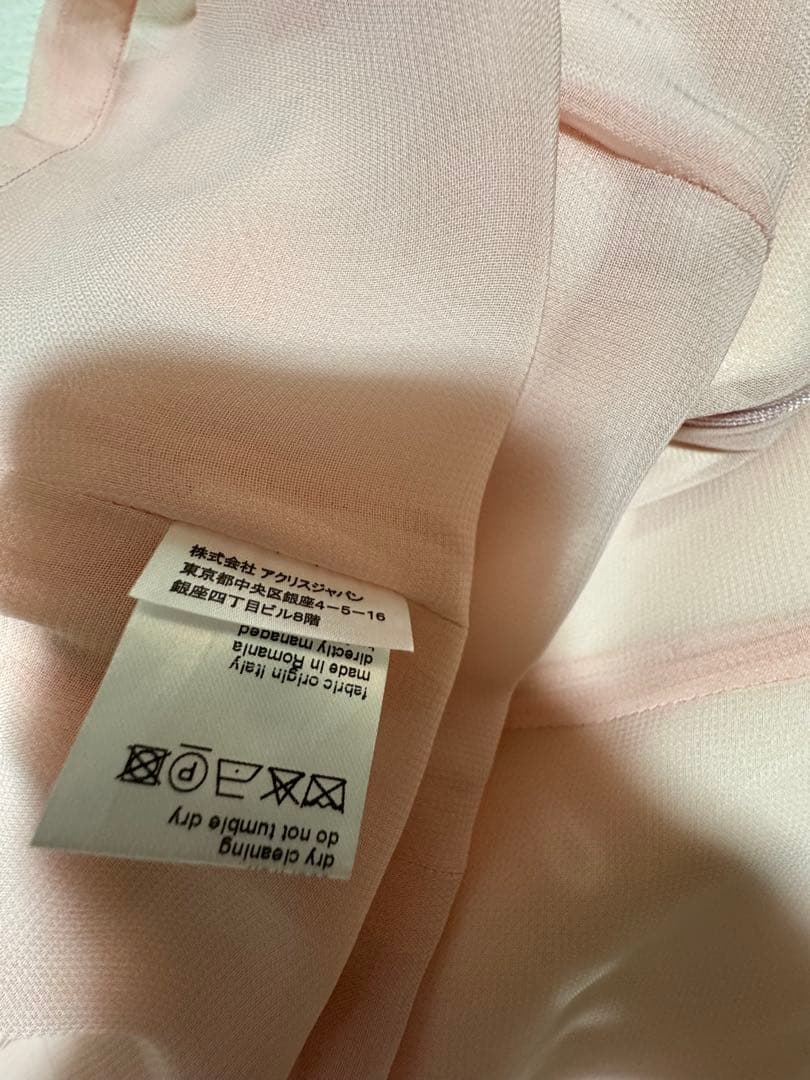 株式会社 アクリスジャパン
東京都中央区銀座4-5-16
銀座四丁目ビル8階
dry cleaning
do not tumble dry
P
fabric origin Italy
made in Romania
directly managed